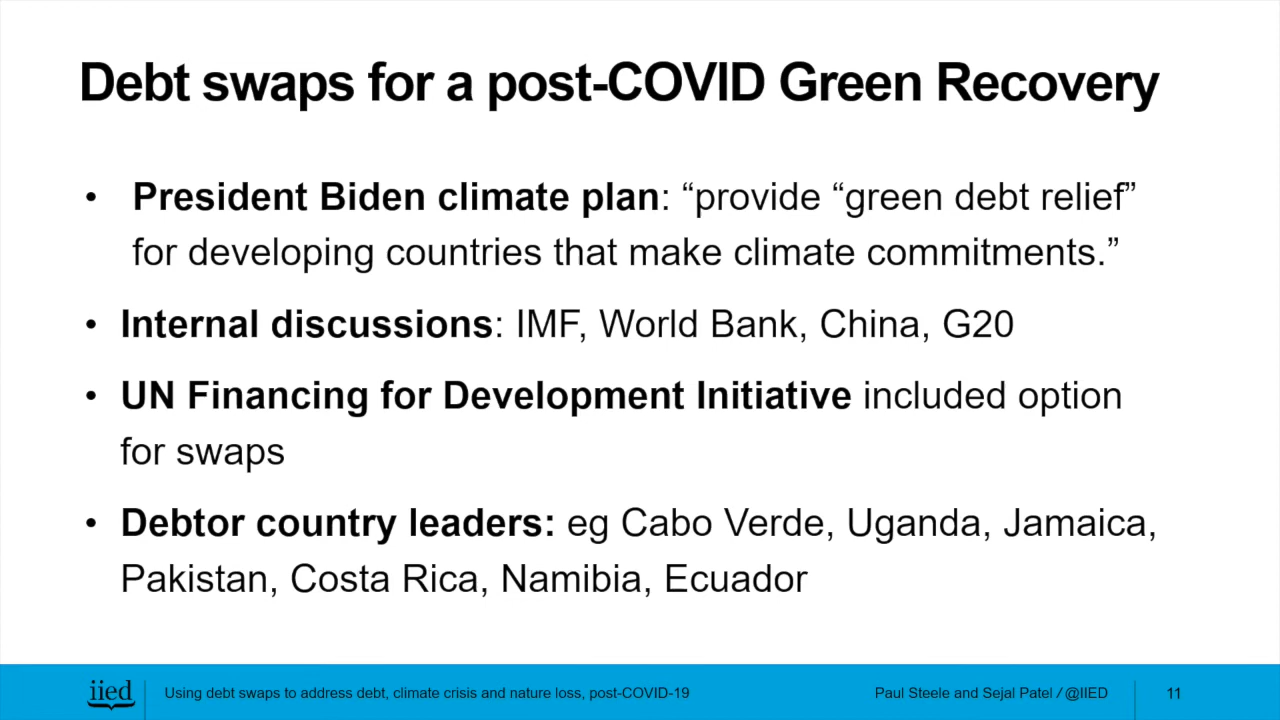 Debt swaps for a post-COVID Green Recovery
• President Biden climate plan: “provide “green debt relief”
for developing countries that make climate commitments.”
• Internal discussions: IMF, World Bank, China, G20
• UN Financing for Development Initiative included option
for swaps
• Debtor country leaders: eg Cabo Verde, Uganda, Jamaica,
Pakistan, Costa Rica, Namibia, Ecuador
iied Using debt swaps to address debt, climate crisis and nature loss, post-COVID-19 Paul Steele and Sejal Patel / @IIED 11